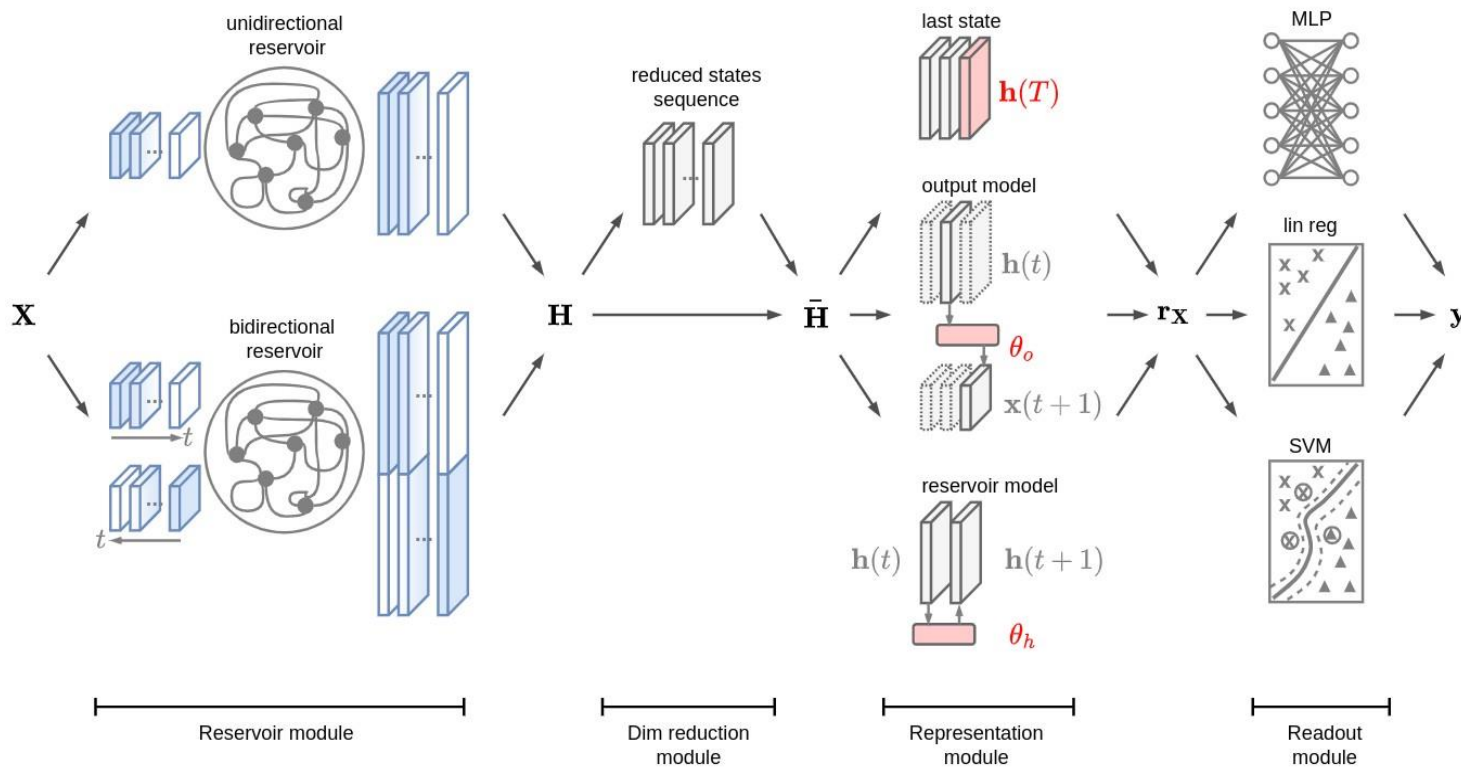 unidirectional
reservoir
X
bidirectional
reservoir
...
t
t
H
reduced states
sequence
...
H̄
last state
h(T)
output model
h(t)
θₒ
x(t+1)
reservoir model
h(t)
h(t+1)
θₕ
r_X
MLP
lin reg
SVM
y
Reservoir module
Dim reduction
module
Representation
module
Readout
module